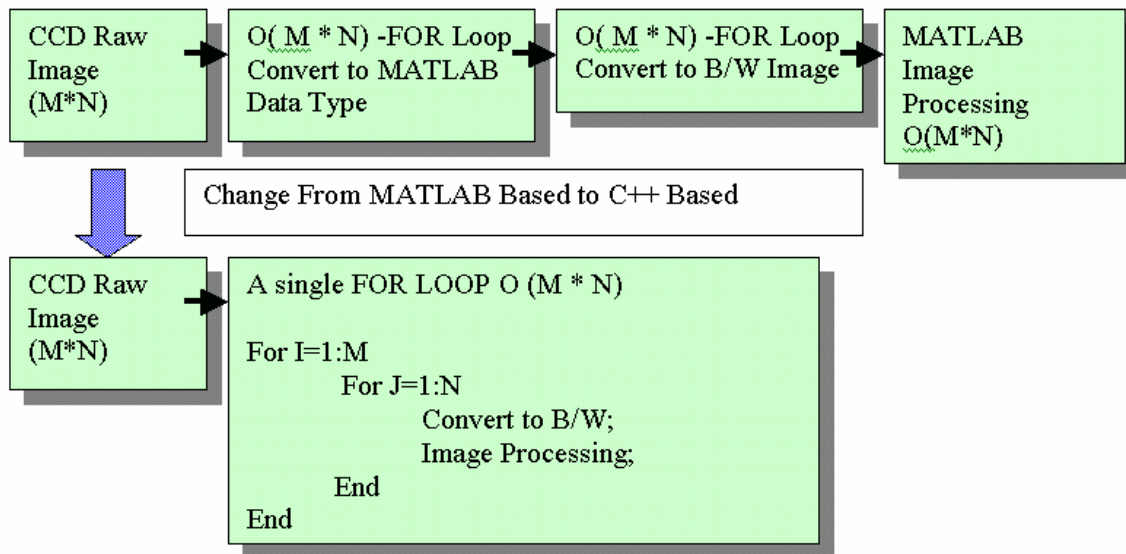 CCD Raw
Image
(M*N)
O( M * N) -FOR Loop
Convert to MATLAB
Data Type
O( M * N) -FOR Loop
Convert to B/W Image
MATLAB
Image
Processing
O(M*N)
Change From MATLAB Based to C++ Based
CCD Raw
Image
(M*N)
A single FOR LOOP O (M * N)
For I=1:M
For J=1:N
Convert to B/W;
Image Processing;
End
End